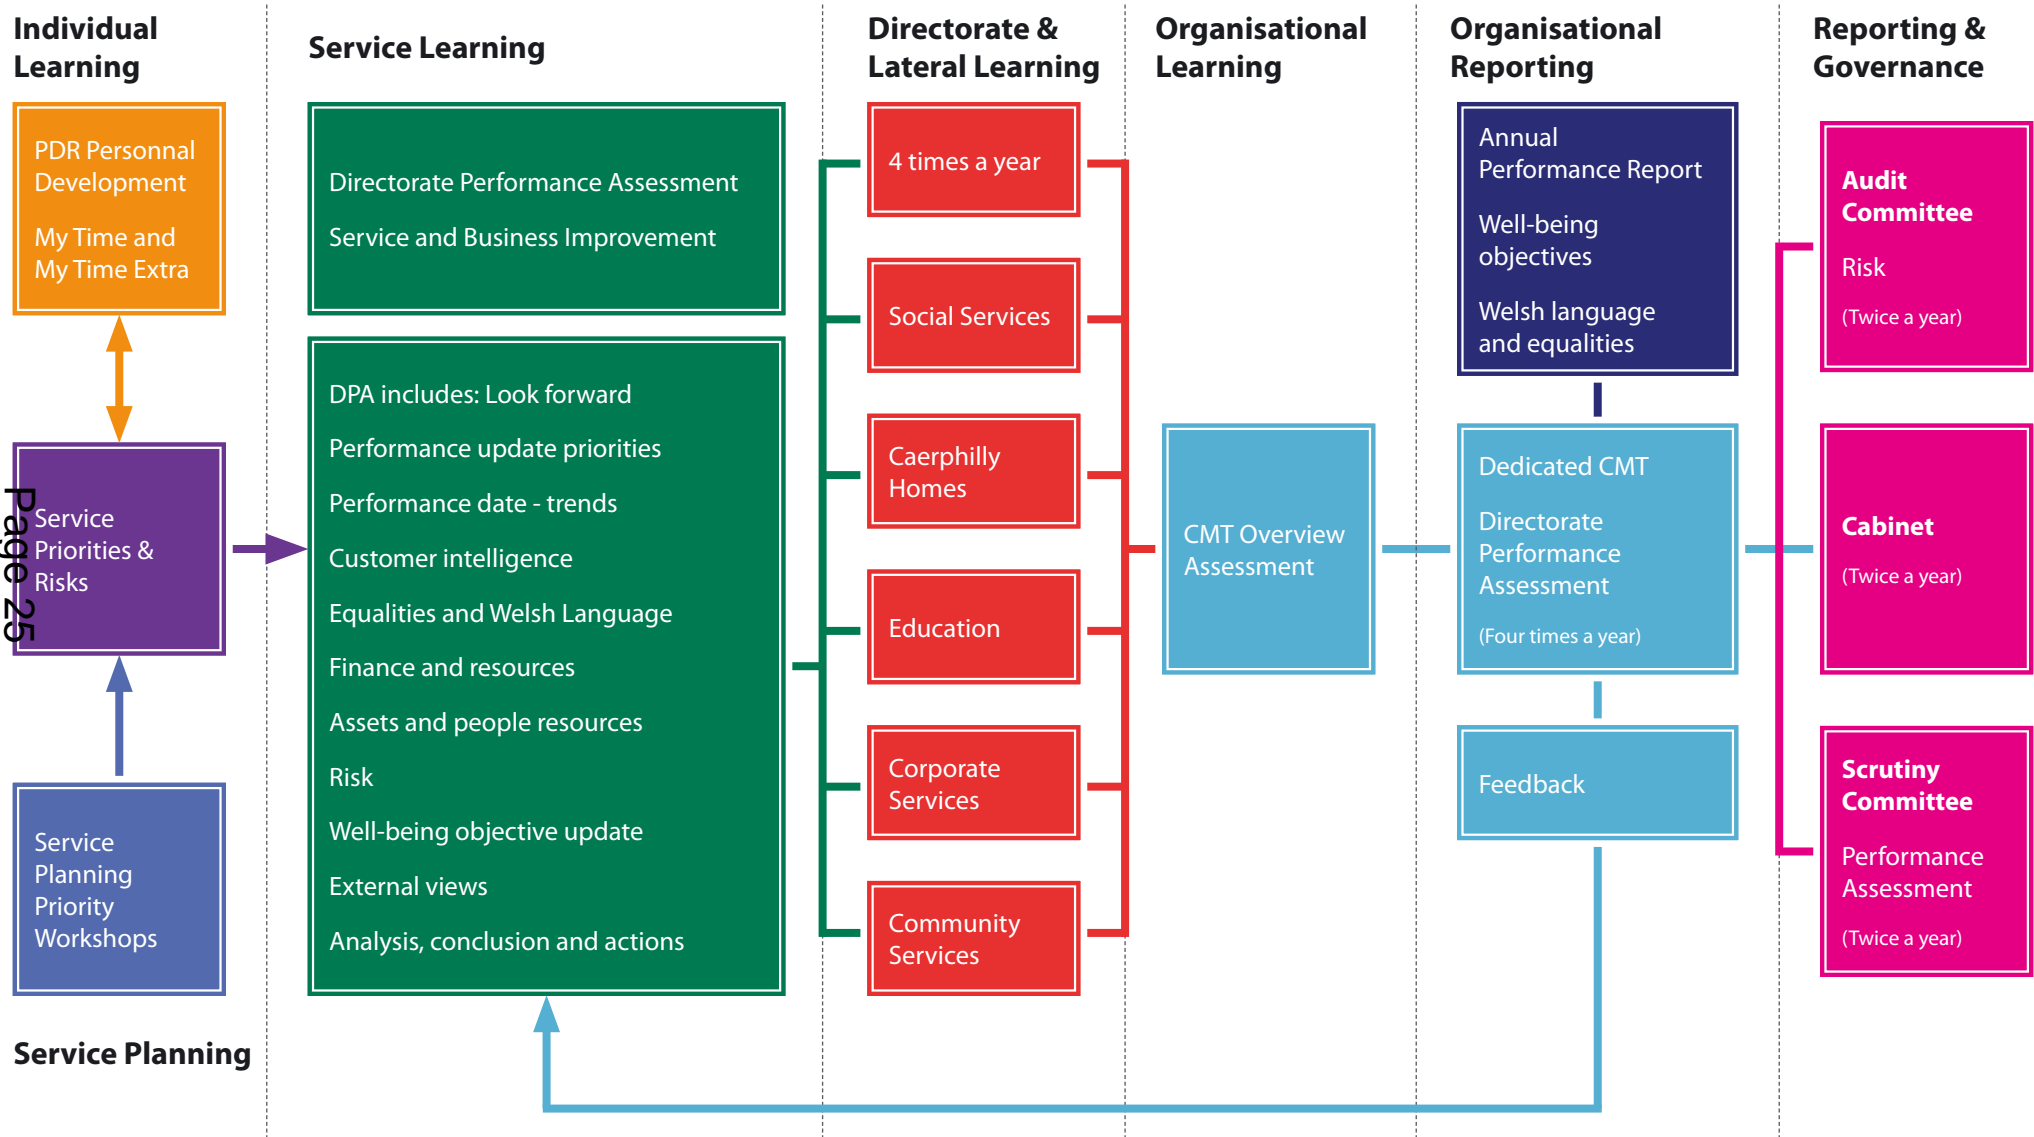 Individual
Learning
PDR Personnal
Development
My Time and
My Time Extra
Service
Priorities &
Risks
Page 25
Service
Planning
Priority
Workshops
Service Planning
Service Learning
Directorate Performance Assessment
Service and Business Improvement
DPA includes: Look forward
Performance update priorities
Performance date - trends
Customer intelligence
Equalities and Welsh Language
Finance and resources
Assets and people resources
Risk
Well-being objective update
External views
Analysis, conclusion and actions
Directorate &
Lateral Learning
4 times a year
Social Services
Caerphilly
Homes
Education
Corporate
Services
Community
Services
Organisational
Learning
CMT Overview
Assessment
Organisational
Reporting
Annual
Performance Report
Well-being
objectives
Welsh language
and equalities
Dedicated CMT
Directorate
Performance
Assessment
(Four times a year)
Feedback
Reporting &
Governance
Audit
Committee
Risk
(Twice a year)
Cabinet
(Twice a year)
Scrutiny
Committee
Performance
Assessment
(Twice a year)